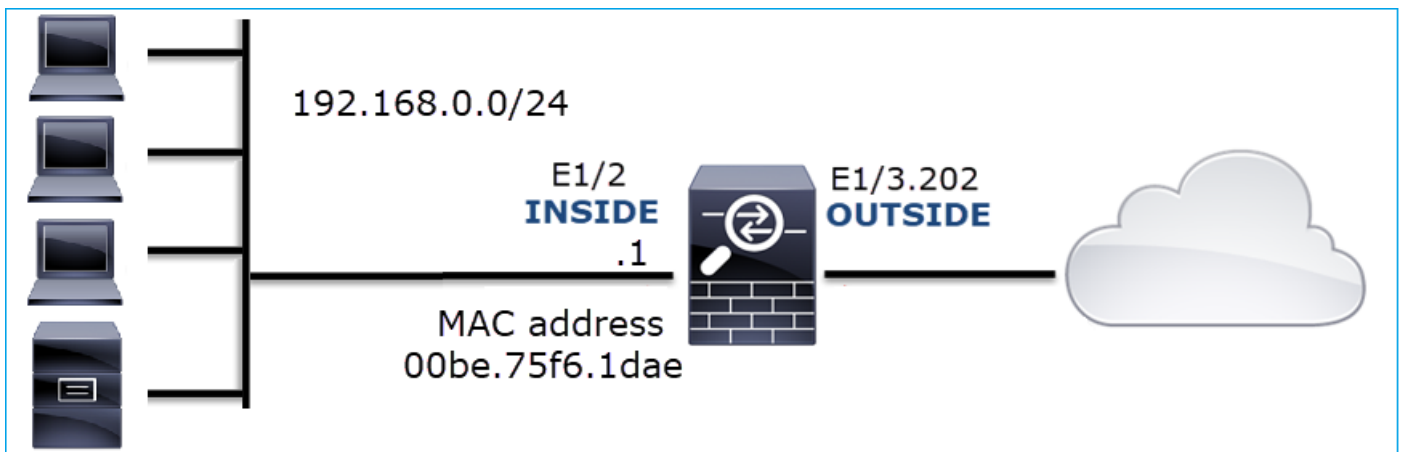 192.168.0.0/24
E1/2
INSIDE
.1
E1/3.202
OUTSIDE
MAC address
00be.75f6.1dae